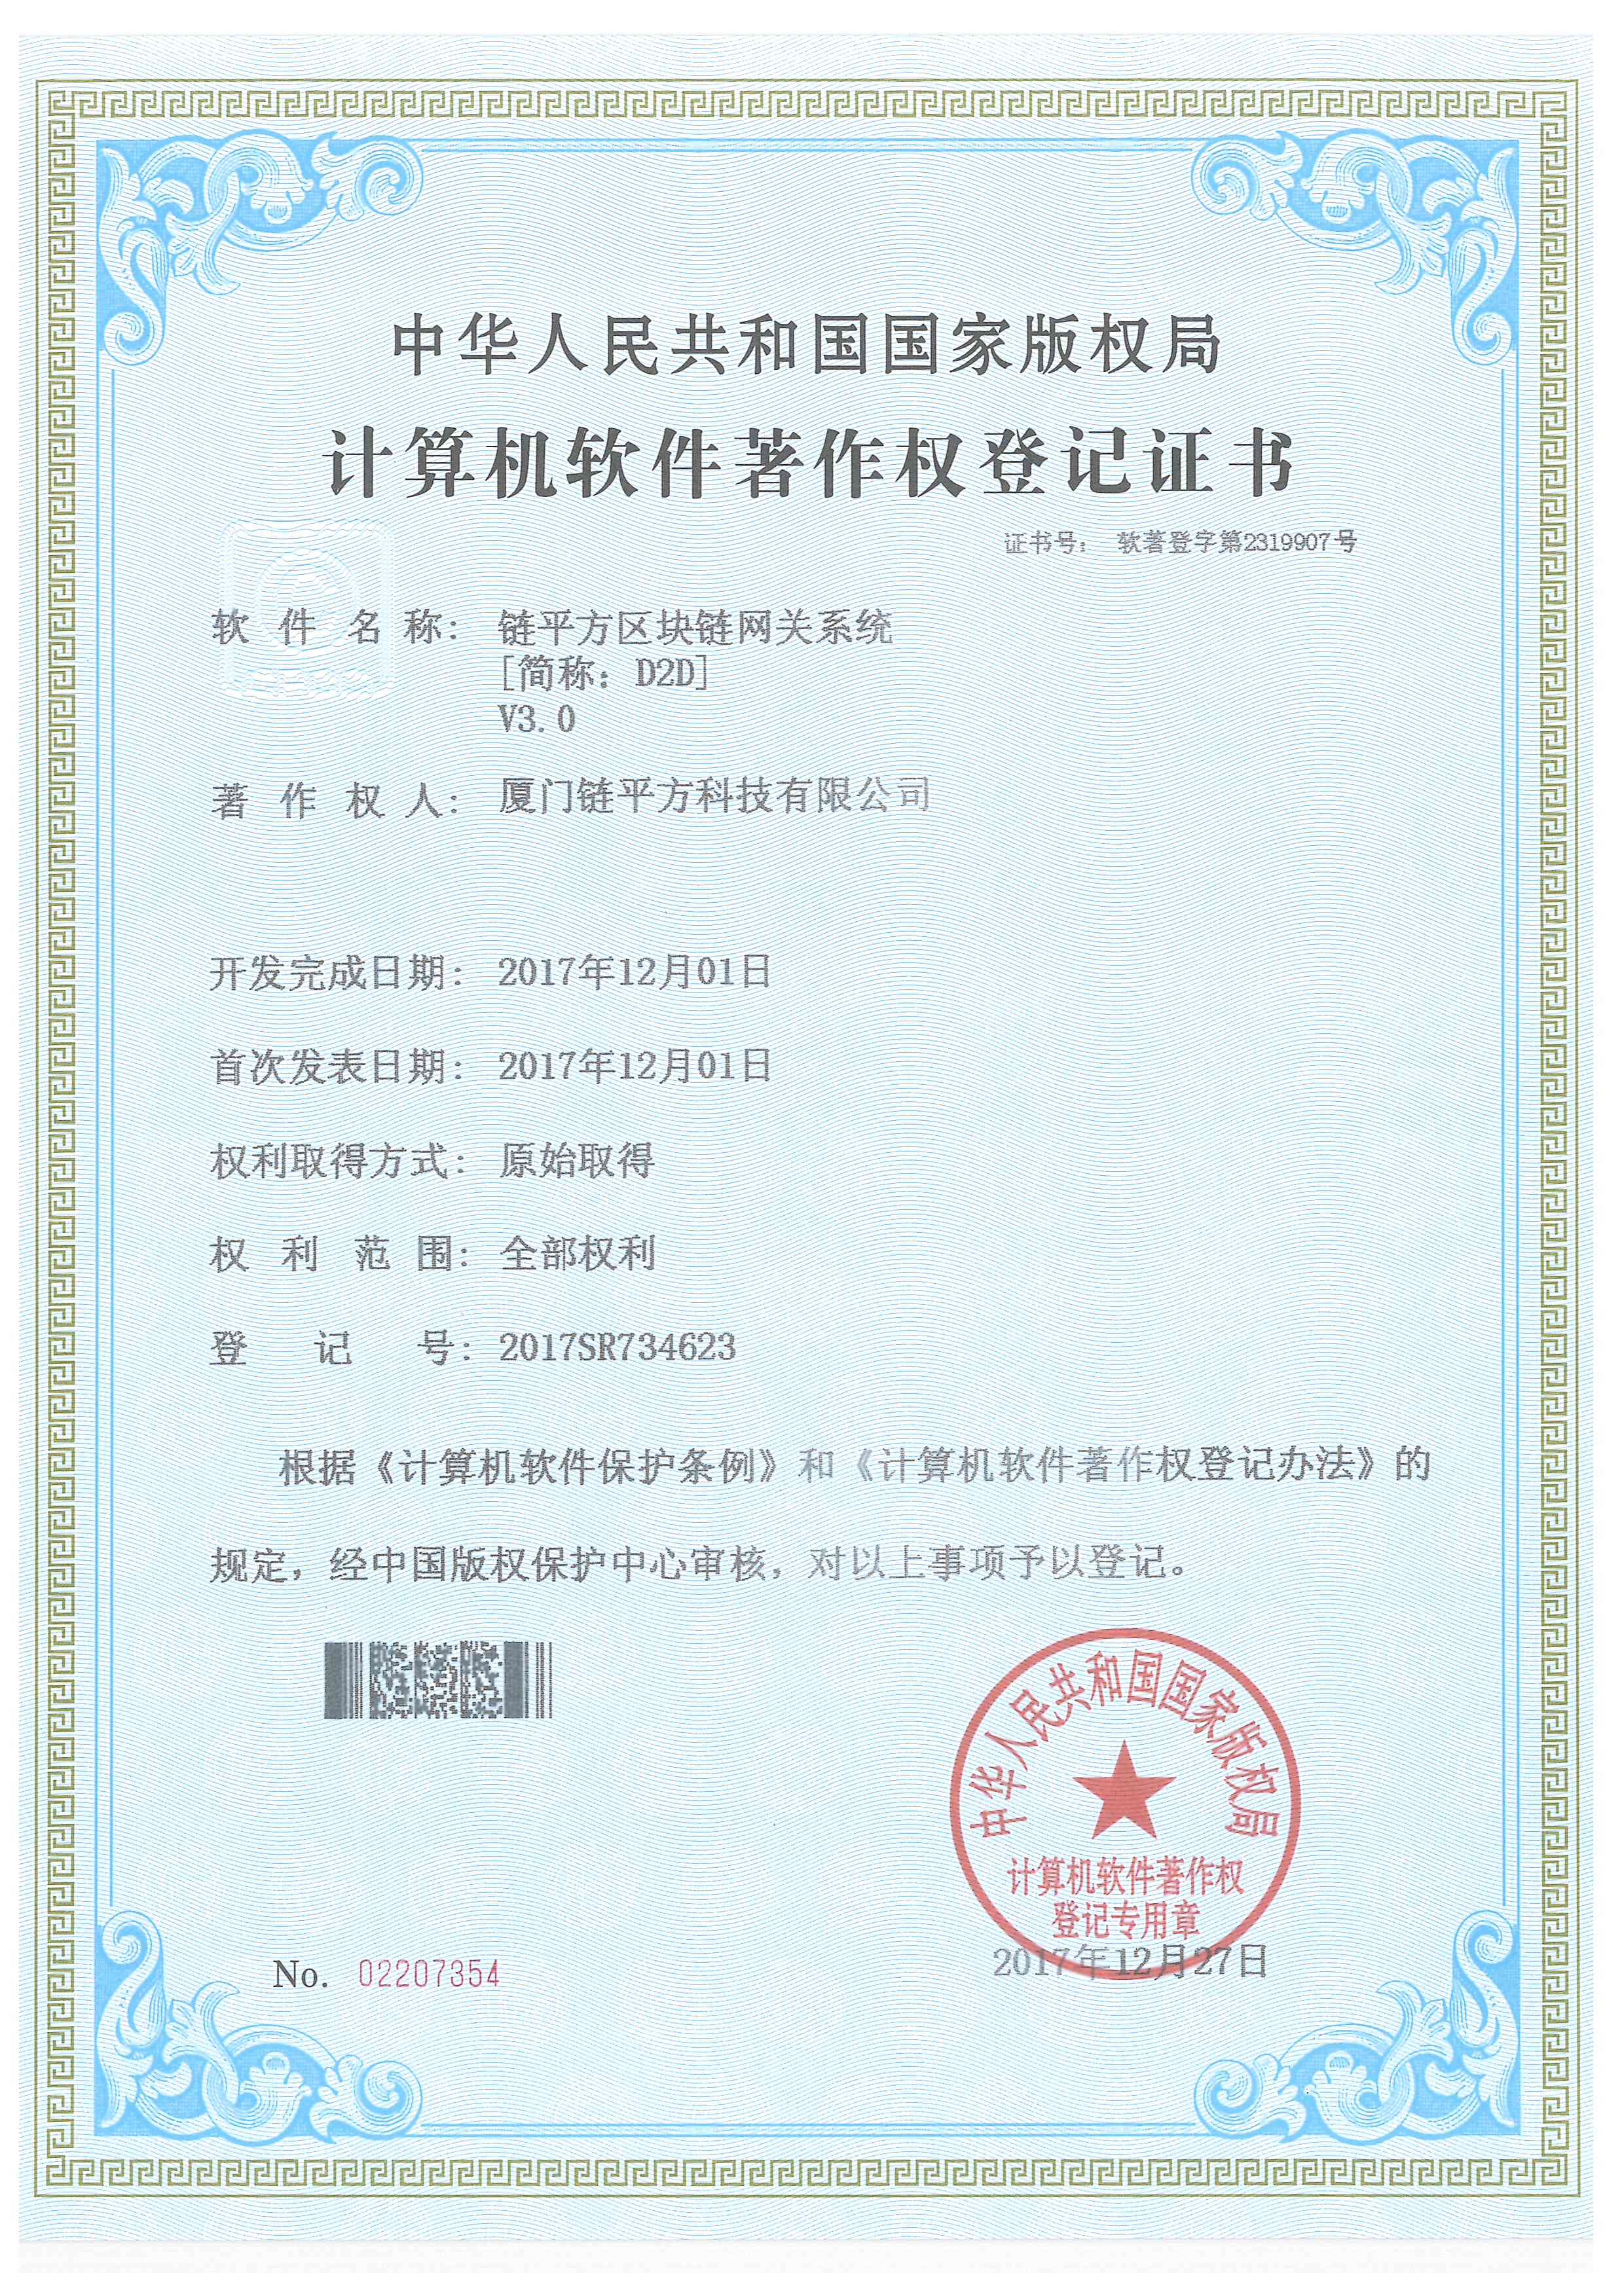 中华人民共和国国家版权局
计算机软件著作权登记证书
证书号： 软著登字第2319907号
软件名称： 链平方区块链网关系统
[简称：D2D]
V3.0
著作权人： 厦门链平方科技有限公司
开发完成日期： 2017年12月01日
首次发表日期： 2017年12月01日
权利取得方式： 原始取得
权利范围： 全部权利
登记号： 2017SR734623
根据《计算机软件保护条例》和《计算机软件著作权登记办法》的
规定，经中国版权保护中心审核，对以上事项予以登记。
中华人民共和国国家版权局
计算机软件著作权
登记专用章
2017年12月27日
No. 02207354